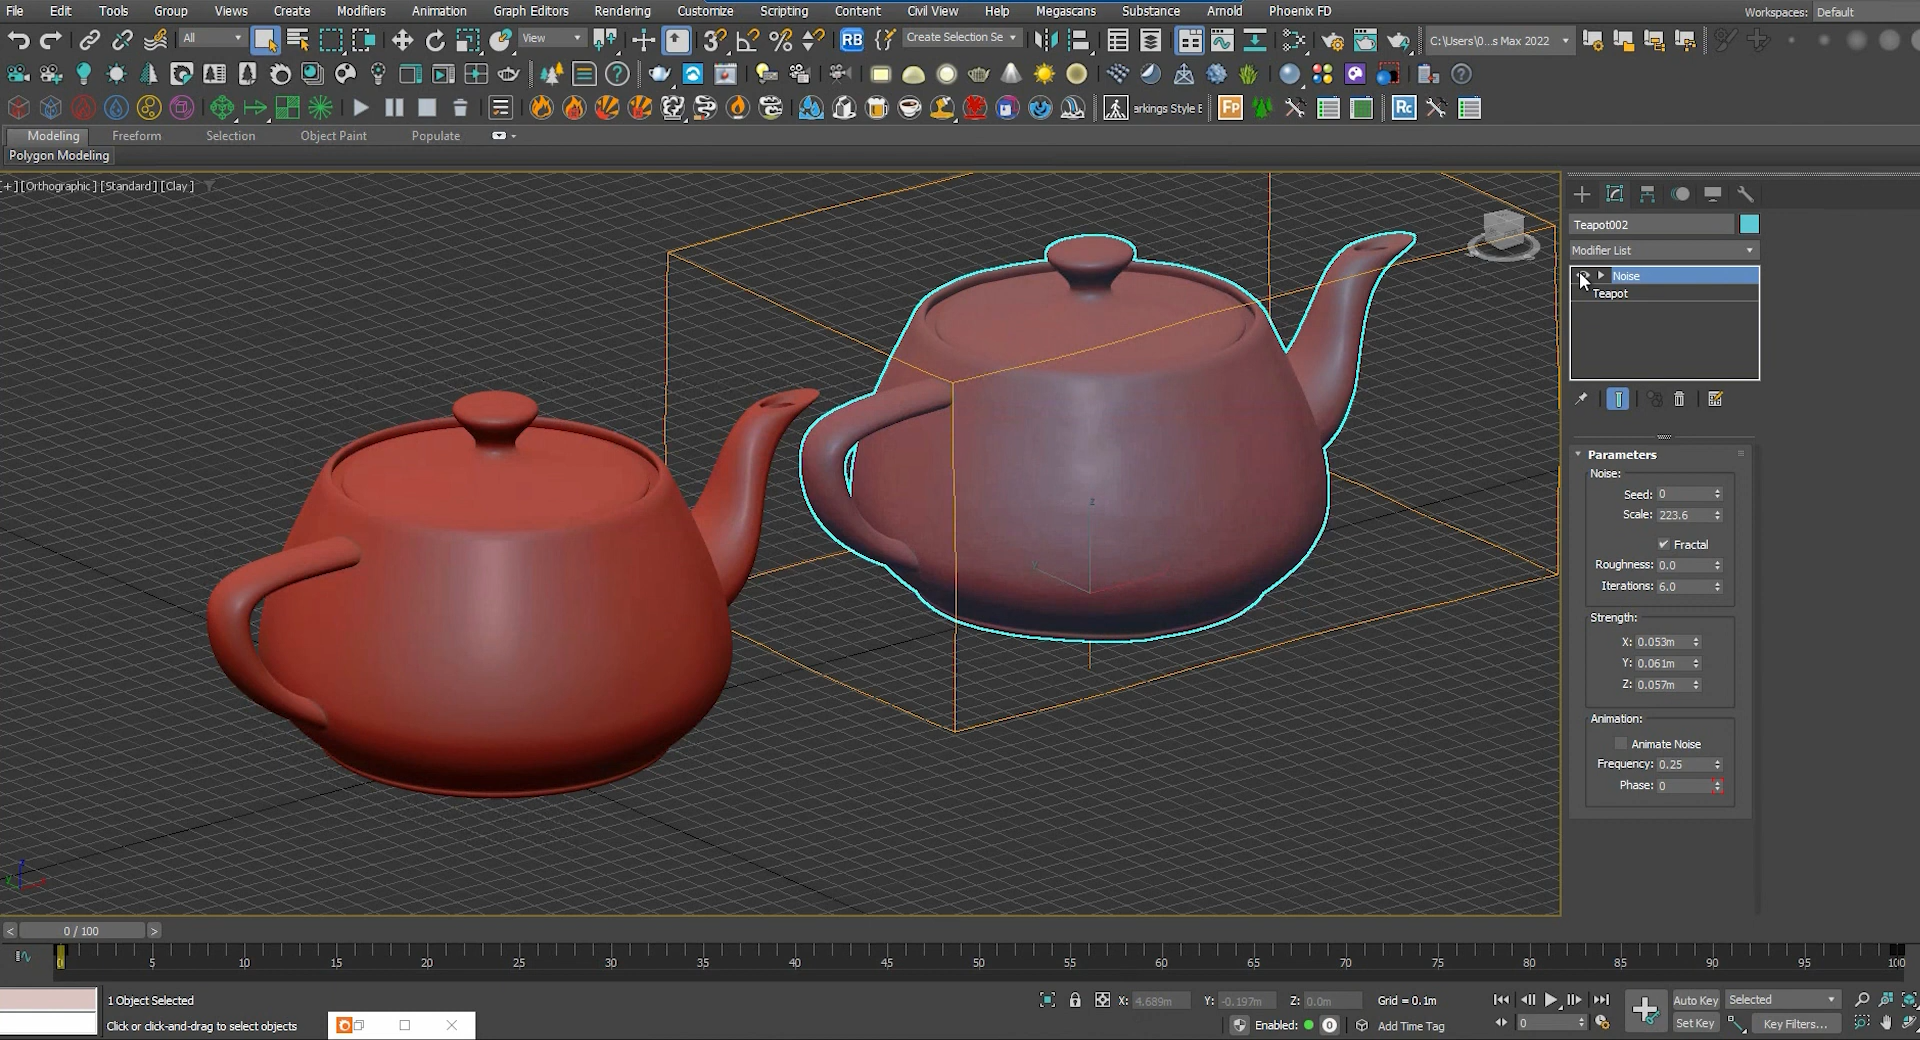 File Edit Tools Group Views Create Modifiers Animation Graph Editors Rendering Customize Scripting Content Civil View Help Megascans Substance Arnold Phoenix FD Workspaces: Default
All View RB Create Selection Se C:\Users\0...s Max 2022
arkings Style E Fp Rc
Modeling Freeform Selection Object Paint Populate
Polygon Modeling
[+] [Orthographic ] [Standard ] [Clay ]
Teapot002
Modifier List
Noise
Teapot
Parameters
Noise:
Seed: 0
Scale: 223.6
Fractal
Roughness: 0.0
Iterations: 6.0
Strength:
X: 0.053m
Y: 0.061m
Z: 0.057m
Animation:
Animate Noise
Frequency: 0.25
Phase: 0
z
< 0 / 100 >
0 5 10 15 20 25 30 35 40 45 50 55 60 65 70 75 80 85 90 95 100
1 Object Selected X: 4.689m Y: -0.197m Z: 0.0m Grid = 0.1m Auto Key Selected
Click or click-and-drag to select objects Enabled: 0 Add Time Tag 0 Set Key Key Filters...